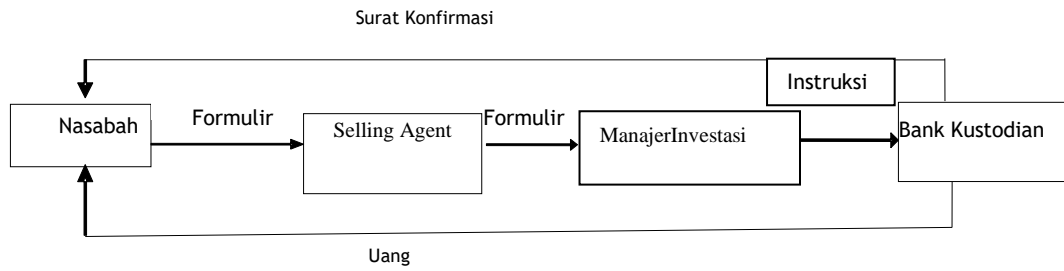 Surat Konfirmasi
Instruksi
Nasabah
Formulir
Selling Agent
Formulir
ManajerInvestasi
Bank Kustodian
Uang